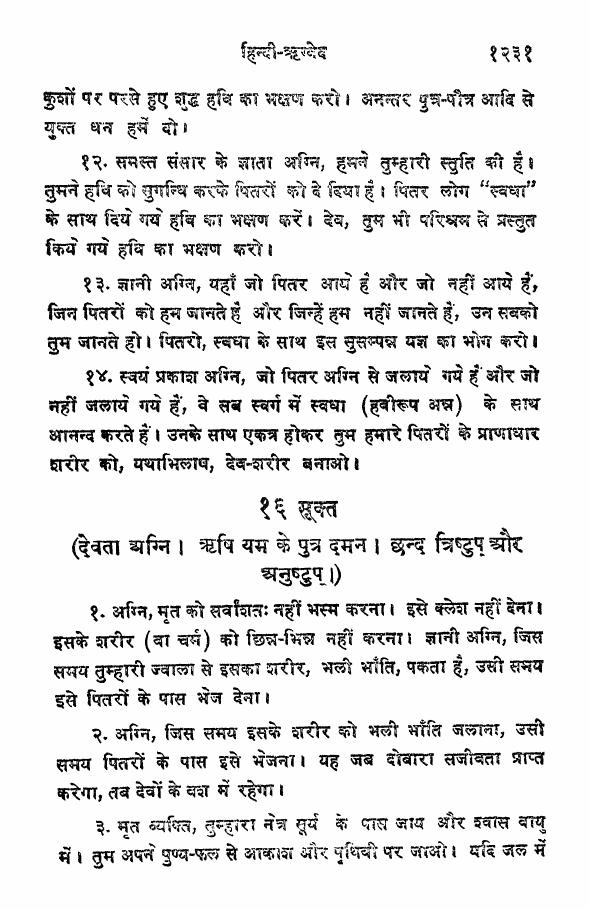 हिन्दी-ऋग्वेद १२३१
कुशों पर परसे हुए शुद्ध हवि का भक्षण करो। अनन्तर पुत्र-पौत्र आदि से
युक्त धन हमें दो।
१२. समस्त संसार के ज्ञाता अग्नि, हमने तुम्हारी स्तुति की है।
तुमने हवि को सुगन्धि करके पितरों को दे दिया है। पितर लोग “स्वधा”
के साथ दिये गये हवि का भक्षण करें। देव, तुम भी परिश्रम से प्रस्तुत
किये गये हवि का भक्षण करो।
१३. ज्ञानी अग्नि, यहाँ जो पितर आये हैं और जो नहीं आये हैं,
जिन पितरों को हम जानते हैं और जिन्हें हम नहीं जानते हैं, उन सबको
तुम जानते हो। पितरो, स्वधा के साथ इस सुसम्पन्न यज्ञ का भोग करो।
१४. स्वयं प्रकाश अग्नि, जो पितर अग्नि से जलाये गये हैं और जो
नहीं जलाये गये हैं, वे सब स्वर्ग में स्वधा (हवीरूप अन्न) के साथ
आनन्द करते हैं। उनके साथ एकत्र होकर तुम हमारे पितरों के प्राणाधार
शरीर को, यथाभिलाष, देव-शरीर बनाओ।
१६ सूक्त
(देवता अग्नि। ऋषि यम के पुत्र दमन। छन्द त्रिष्टुप् और
अनुष्टुप्।)
१. अग्नि, मृत को सर्वांशतः नहीं भस्म करना। इसे क्लेश नहीं देना।
इसके शरीर (वा चर्म) को छिन्न-भिन्न नहीं करना। ज्ञानी अग्नि, जिस
समय तुम्हारी ज्वाला से इसका शरीर, भली भाँति, पकता है, उसी समय
इसे पितरों के पास भेज देना।
२. अग्नि, जिस समय इसके शरीर को भली भाँति जलाना, उसी
समय पितरों के पास इसे भेजना। यह जब दोबारा सजीवता प्राप्त
करेगा, तब देवों के वश में रहेगा।
३. मृत व्यक्ति, तुम्हारा नेत्र सूर्य के पास जाय और श्वास वायु
में। तुम अपने पुण्य-फल से आकाश और पृथिवी पर जाओ। यदि जल में